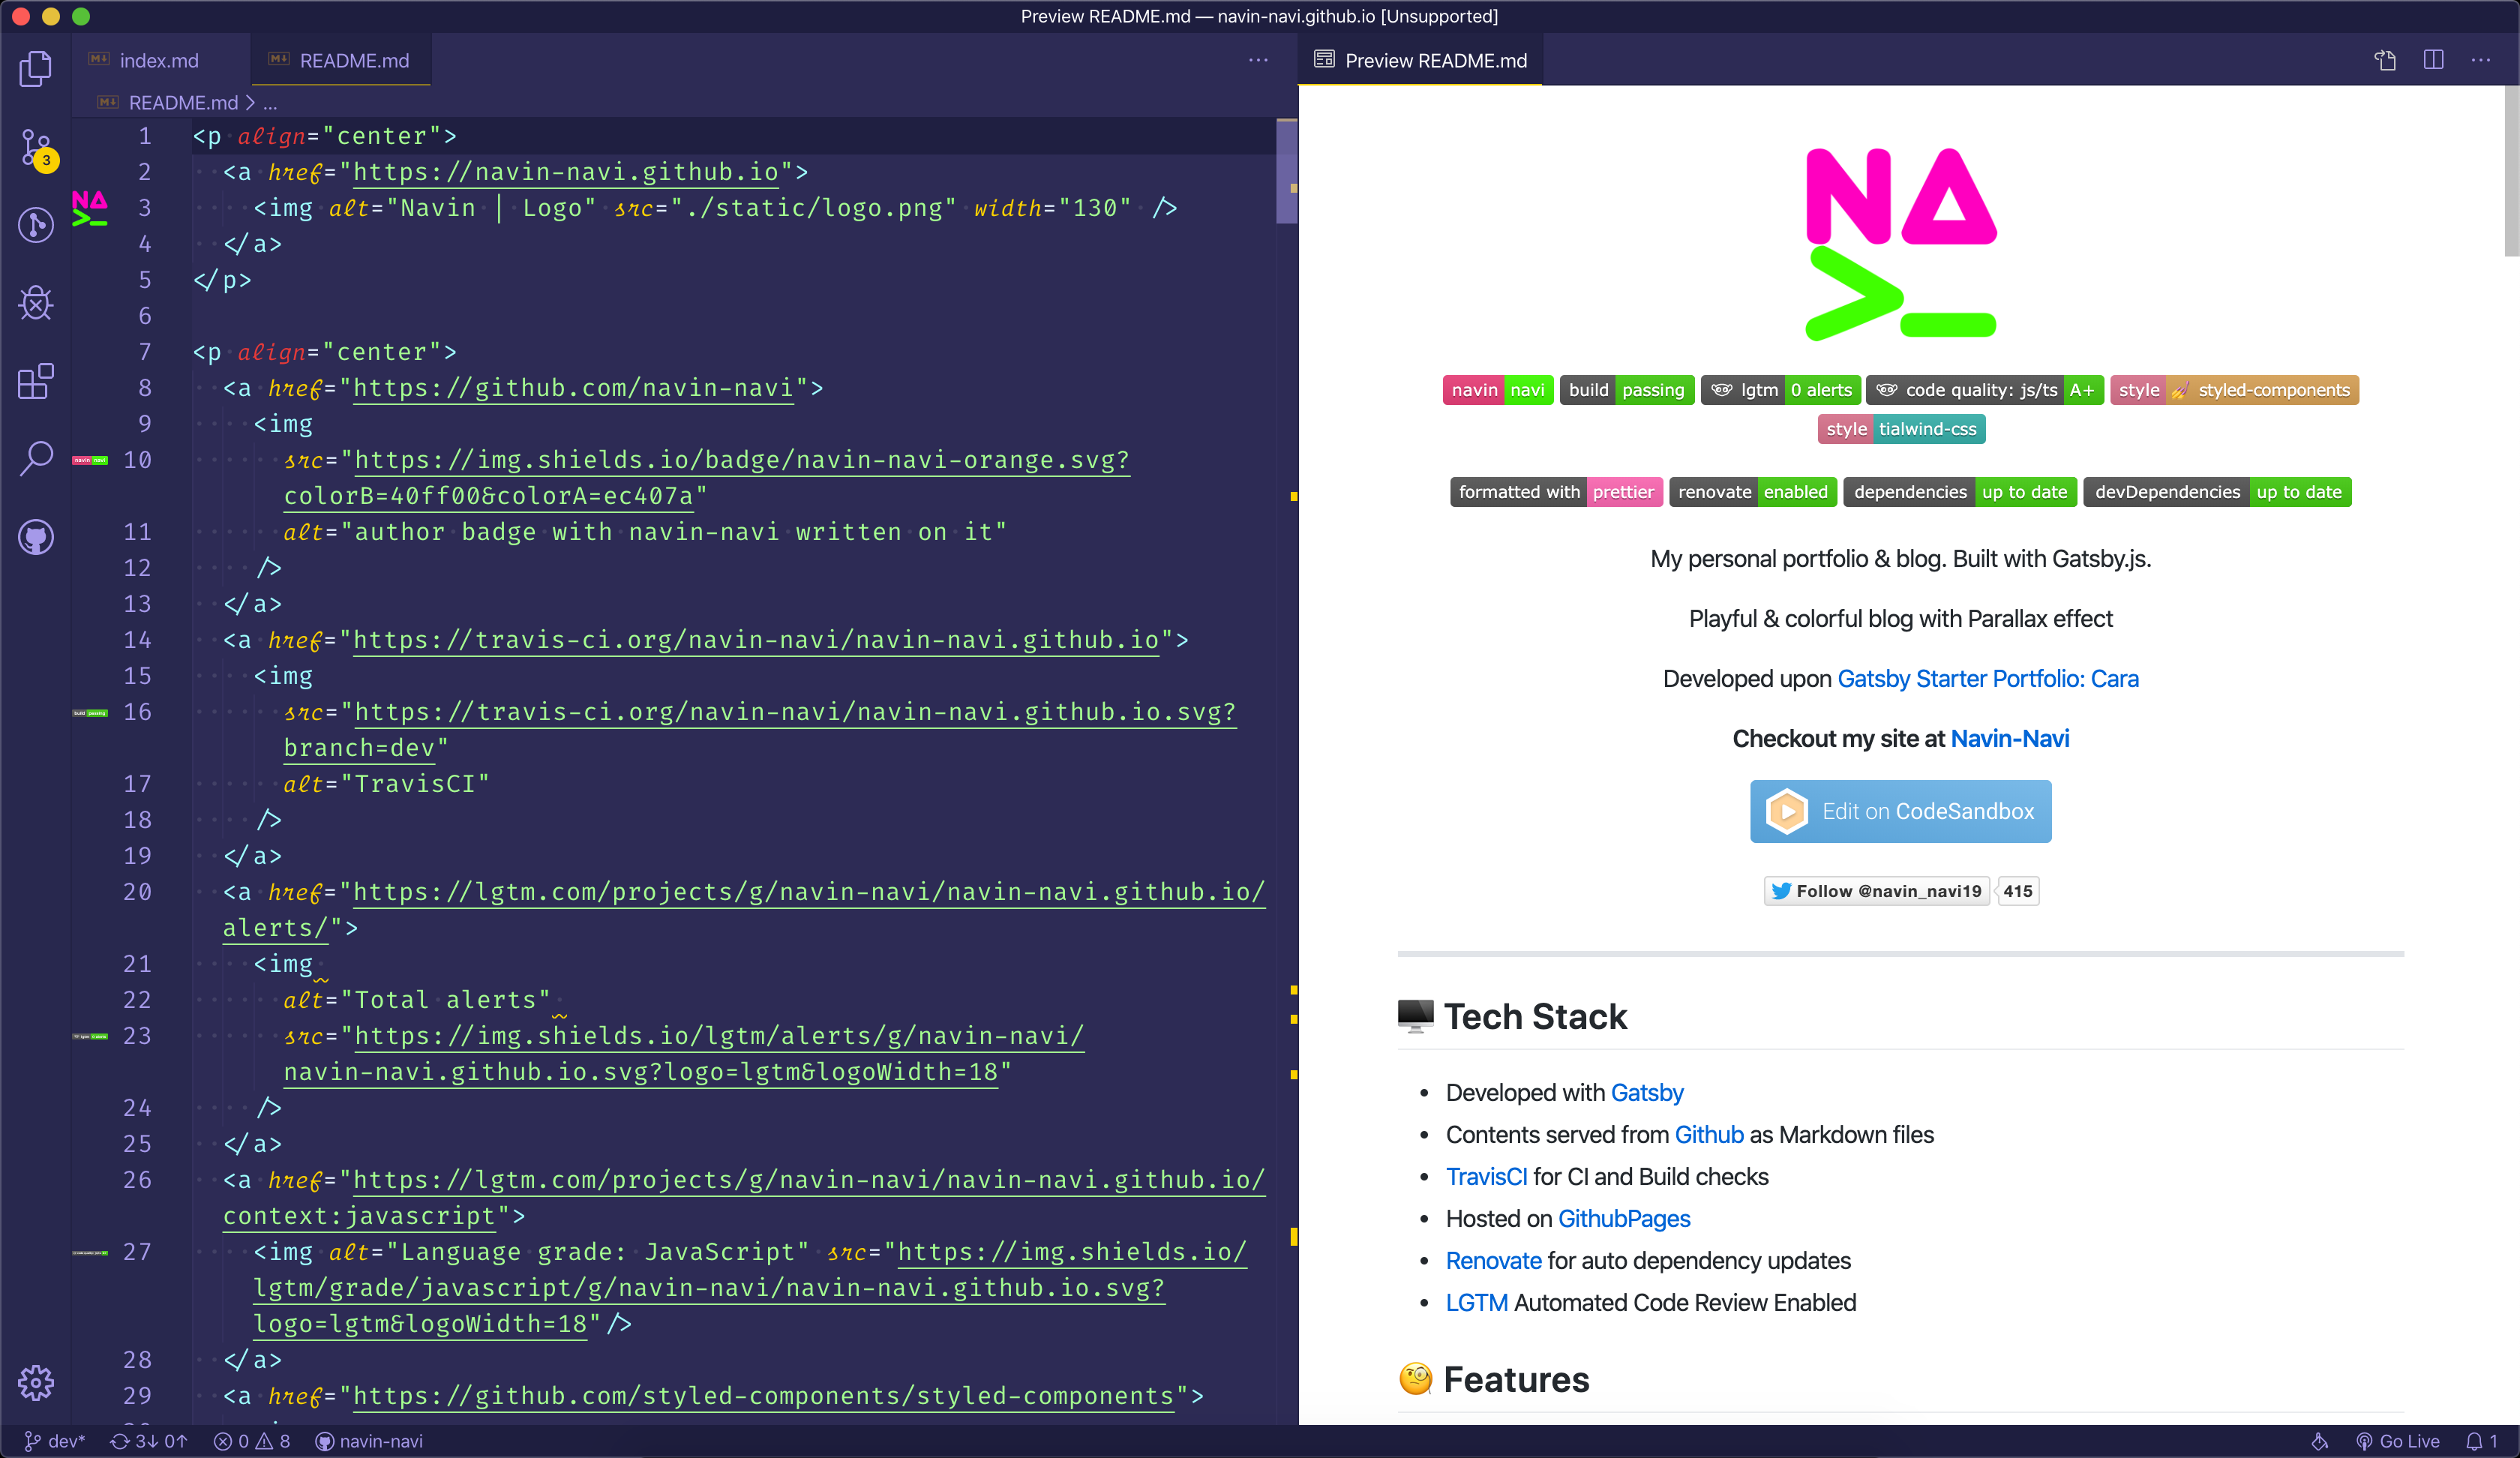 Preview README.md — navin-navi.github.io [Unsupported]
index.md
README.md
Preview README.md
README.md > ...
3
1 <p align="center">
2 <a href="https://navin-navi.github.io">
3 <img alt="Navin | Logo" src="./static/logo.png" width="130" />
4 </a>
5 </p>
6
7 <p align="center">
8 <a href="https://github.com/navin-navi">
9 <img
10 src="https://img.shields.io/badge/navin-navi-orange.svg?
colorB=40ff00&colorA=ec407a"
11 alt="author badge with navin-navi written on it"
12 />
13 </a>
14 <a href="https://travis-ci.org/navin-navi/navin-navi.github.io">
15 <img
16 src="https://travis-ci.org/navin-navi/navin-navi.github.io.svg?
branch=dev"
17 alt="TravisCI"
18 />
19 </a>
20 <a href="https://lgtm.com/projects/g/navin-navi/navin-navi.github.io/
alerts/">
21 <img
22 alt="Total alerts"
23 src="https://img.shields.io/lgtm/alerts/g/navin-navi/
navin-navi.github.io.svg?logo=lgtm&logoWidth=18"
24 />
25 </a>
26 <a href="https://lgtm.com/projects/g/navin-navi/navin-navi.github.io/
context:javascript">
27 <img alt="Language grade: JavaScript" src="https://img.shields.io/
lgtm/grade/javascript/g/navin-navi/navin-navi.github.io.svg?
logo=lgtm&logoWidth=18"/>
28 </a>
29 <a href="https://github.com/styled-components/styled-components">
NA
>_
navin navi build passing lgtm 0 alerts code quality: js/ts A+ style 💅 styled-components
style tialwind-css
formatted with prettier renovate enabled dependencies up to date devDependencies up to date
My personal portfolio & blog. Built with Gatsby.js.
Playful & colorful blog with Parallax effect
Developed upon Gatsby Starter Portfolio: Cara
Checkout my site at Navin-Navi
Edit on CodeSandbox
Follow @navin_navi19 415
🖥️ Tech Stack
• Developed with Gatsby
• Contents served from Github as Markdown files
• TravisCI for CI and Build checks
• Hosted on GithubPages
• Renovate for auto dependency updates
• LGTM Automated Code Review Enabled
🧐 Features
dev* 3↓ 0↑ 0 8 navin-navi
Go Live 1